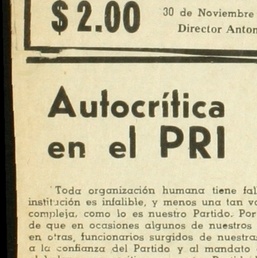 $ 2.00
30 de Noviembre
Director Anton
Autocrítica
en el PRI
Toda organización humana tiene fal
institución es infalible, y menos una tan va
compleja, como lo es nuestro Partido. Por
de que en ocasiones algunos de nuestros
en otras, funcionarios surgidos de nuestra
a la confianza del Partido y al mandato